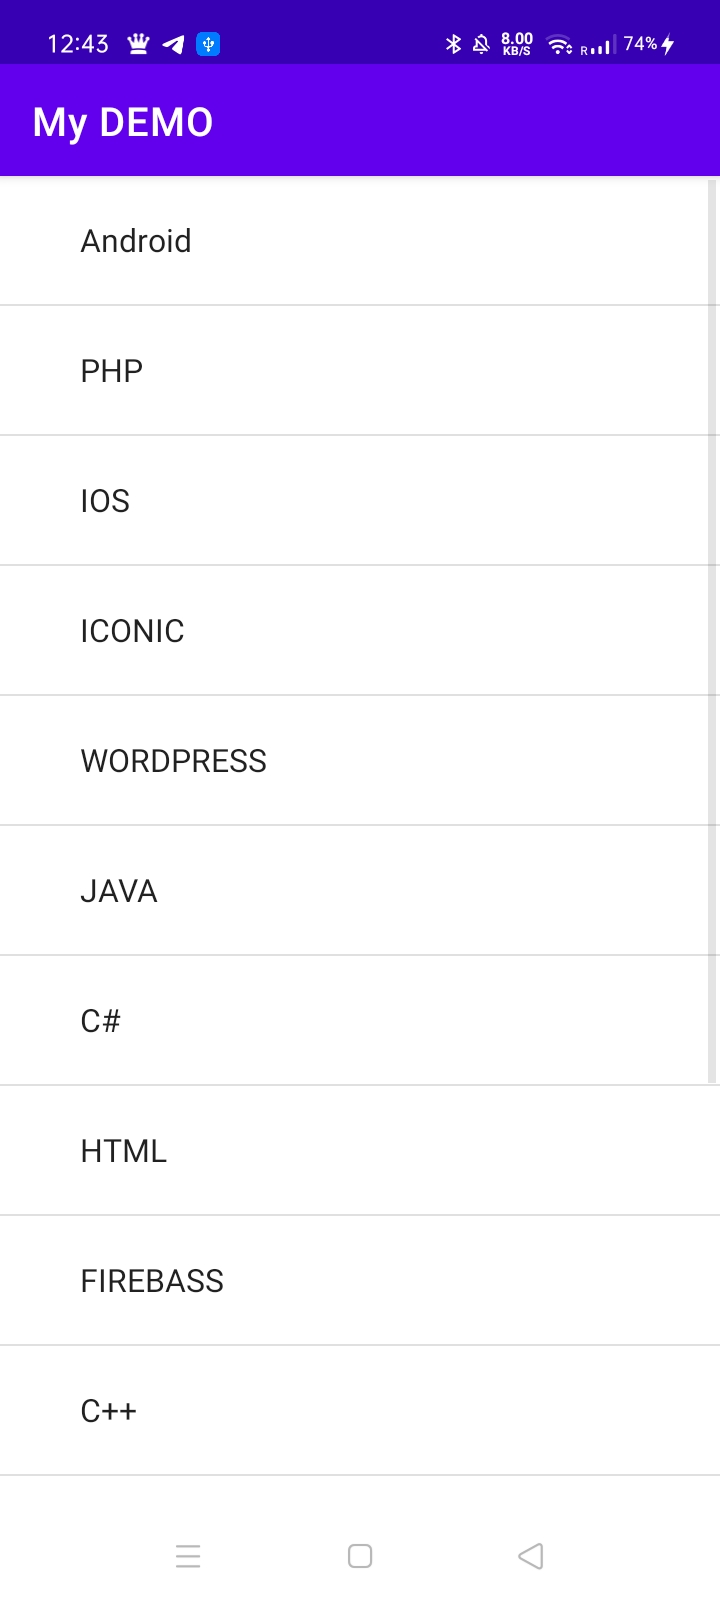 12:43 8.00 KB/S R 74%
My DEMO
Android
PHP
IOS
ICONIC
WORDPRESS
JAVA
C#
HTML
FIREBASS
C++